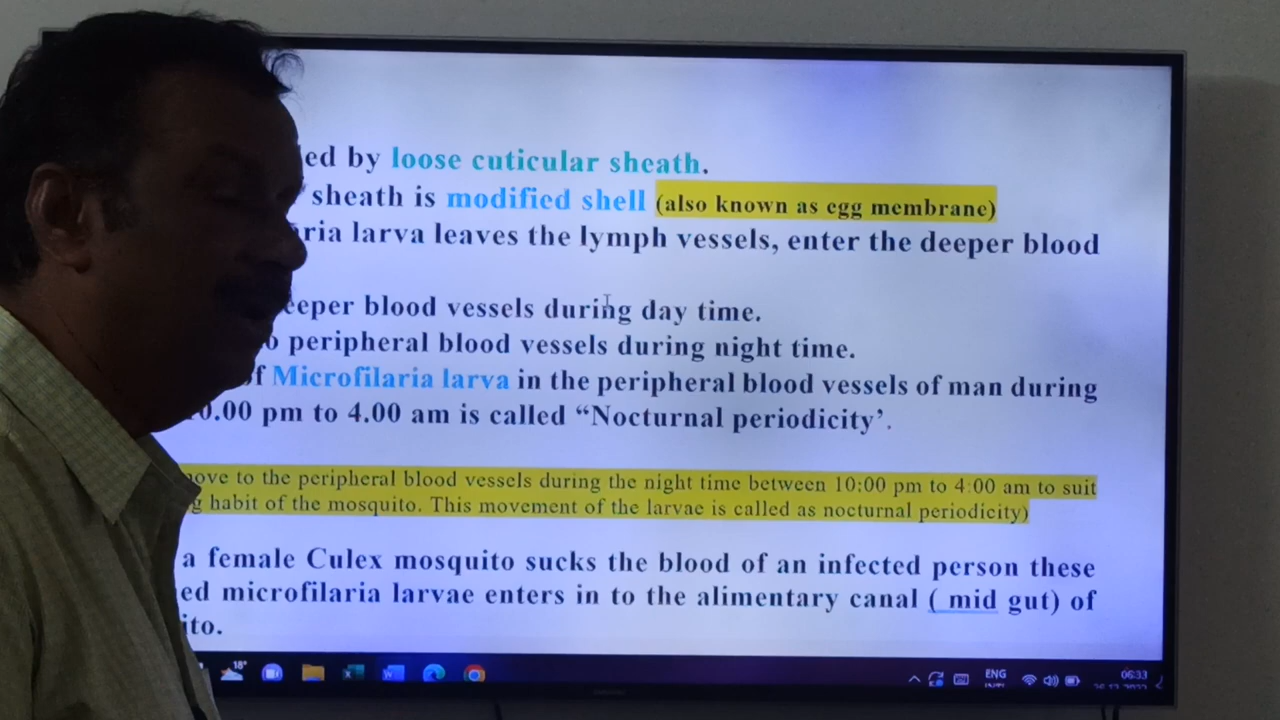 ed by loose cuticular sheath.
sheath is modified shell (also known as egg membrane)
ria larva leaves the lymph vessels, enter the deeper blood
eeper blood vessels during day time.
o peripheral blood vessels during night time.
f Microfilaria larva in the peripheral blood vessels of man during
0.00 pm to 4.00 am is called “Nocturnal periodicity’.
ove to the peripheral blood vessels during the night time between 10:00 pm to 4:00 am to suit
g habit of the mosquito. This movement of the larvae is called as nocturnal periodicity)
a female Culex mosquito sucks the blood of an infected person these
ed microfilaria larvae enters in to the alimentary canal ( mid gut) of
ito.
18°
ENG
06:33